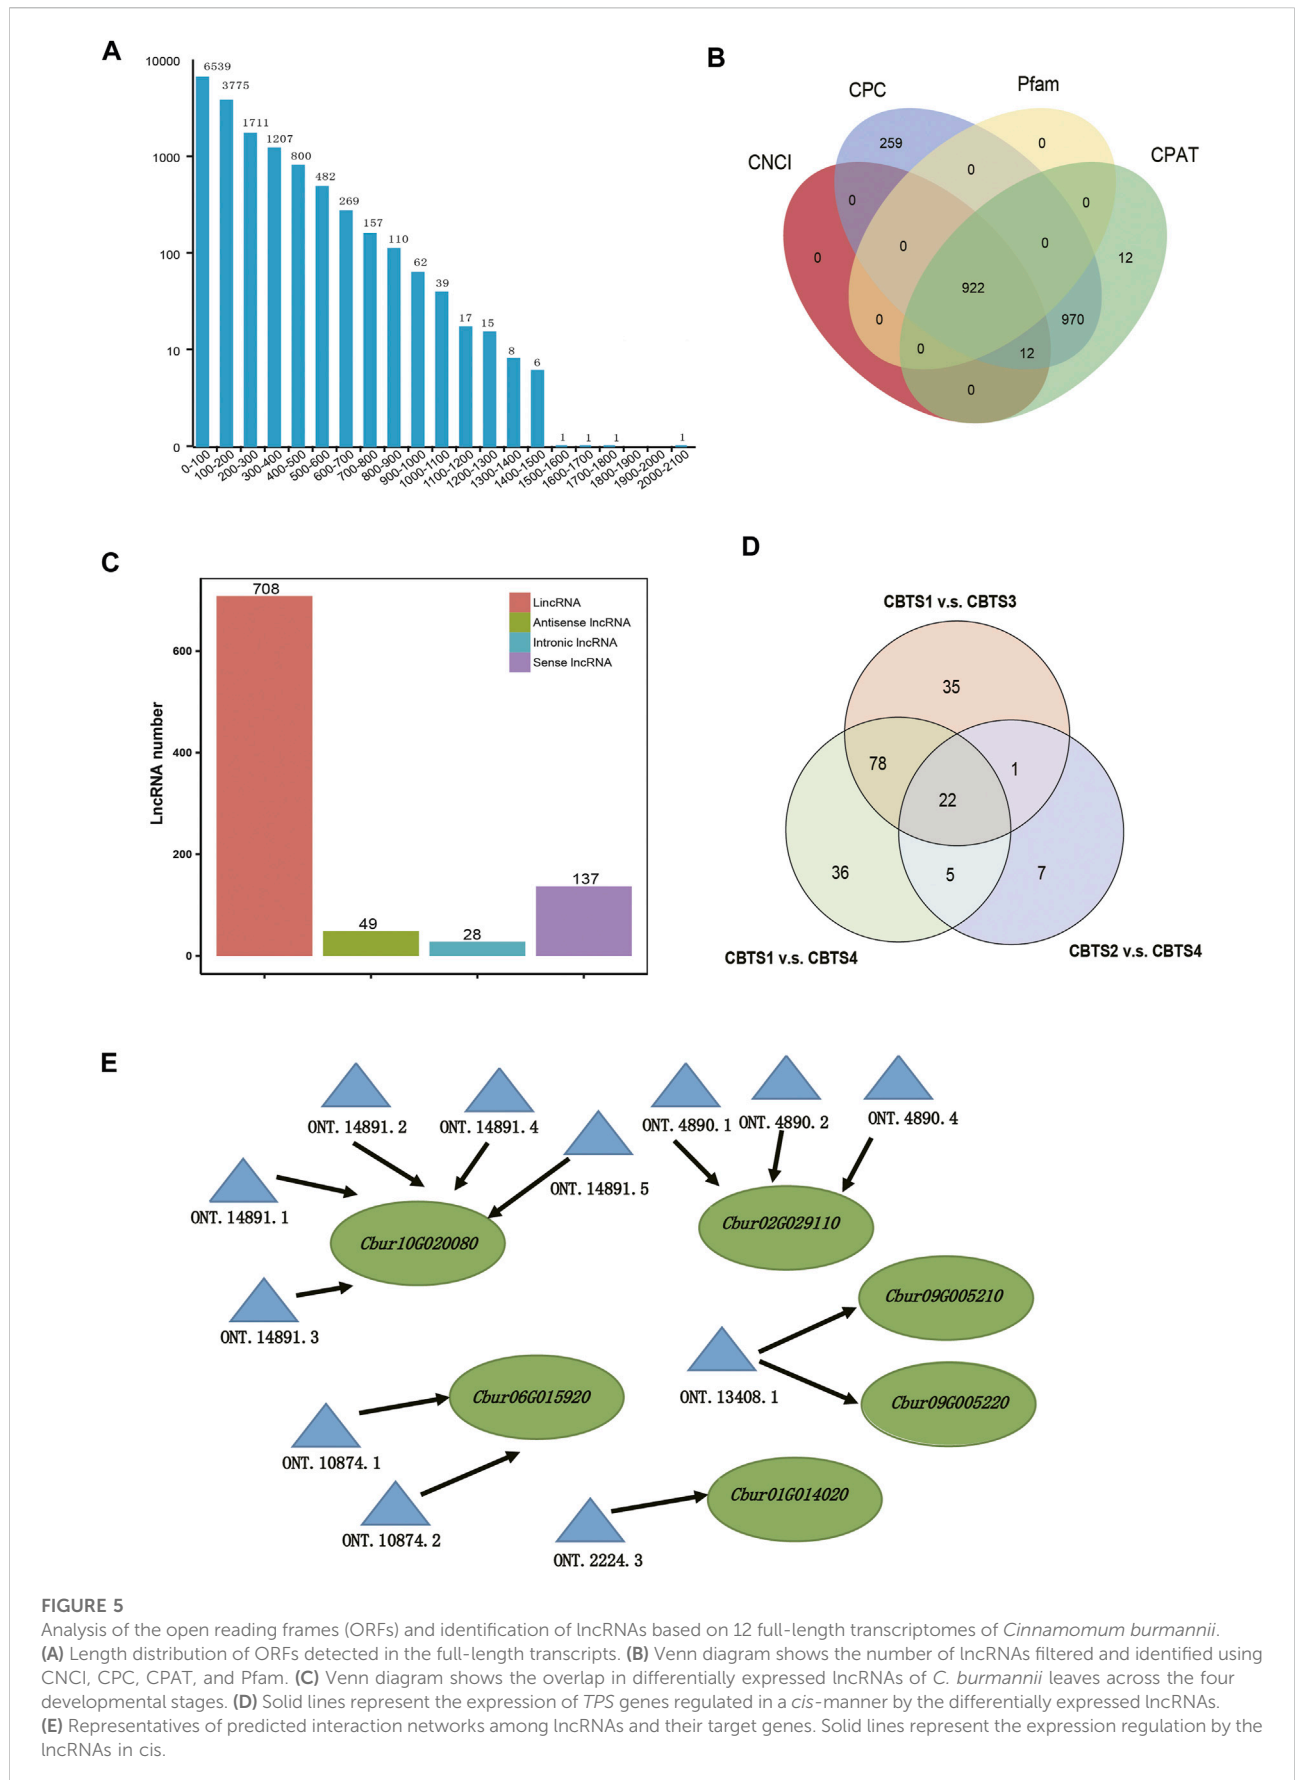 A
10000
1000
100
10
0
6539
3775
1711
1207
800
482
269
157
110
62
39
17
15
8
6
1
1
1
1
0-100
100-200
200-300
300-400
400-500
500-600
600-700
700-800
800-900
900-1000
1000-1100
1100-1200
1200-1300
1300-1400
1400-1500
1500-1600
1600-1700
1700-1800
1800-1900
1900-2000
2000-2100
B
CNCI
CPC
Pfam
CPAT
259
0
0
0
0
0
0
0
12
922
0
970
0
12
0
C
LncRNA number
600
400
200
0
708
49
28
137
LincRNA
Antisense lncRNA
Intronic lncRNA
Sense lncRNA
D
CBTS1 v.s. CBTS3
35
78
1
22
36
5
7
CBTS1 v.s. CBTS4
CBTS2 v.s. CBTS4
E
ONT.14891.2
ONT.14891.4
ONT.14891.5
ONT.14891.1
ONT.14891.3
Cbur10G020080
ONT.4890.1
ONT.4890.2
ONT.4890.4
Cbur02G029110
Cbur09G005210
ONT.13408.1
Cbur09G005220
Cbur06G015920
ONT.10874.1
ONT.10874.2
Cbur01G014020
ONT.2224.3
FIGURE 5
Analysis of the open reading frames (ORFs) and identification of lncRNAs based on 12 full-length transcriptomes of Cinnamomum burmannii.
(A) Length distribution of ORFs detected in the full-length transcripts. (B) Venn diagram shows the number of lncRNAs filtered and identified using
CNCI, CPC, CPAT, and Pfam. (C) Venn diagram shows the overlap in differentially expressed lncRNAs of C. burmannii leaves across the four
developmental stages. (D) Solid lines represent the expression of TPS genes regulated in a cis-manner by the differentially expressed lncRNAs.
(E) Representatives of predicted interaction networks among lncRNAs and their target genes. Solid lines represent the expression regulation by the
lncRNAs in cis.